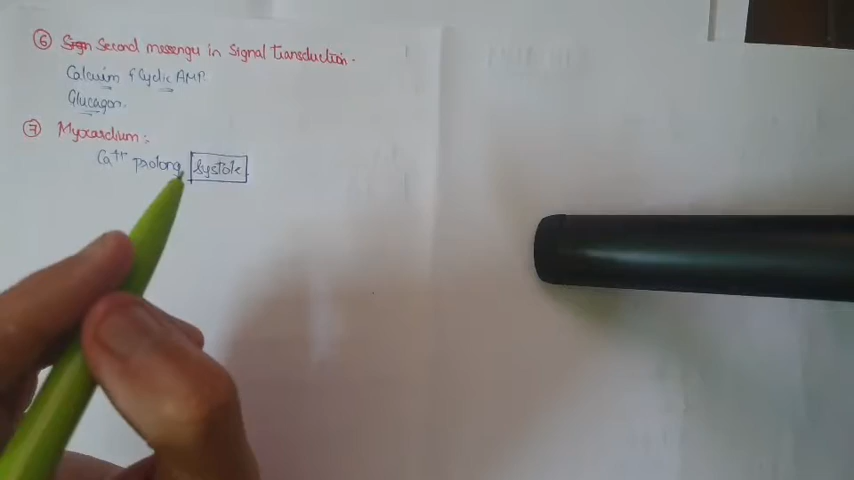 ⑥ Sign Second messenger in Signal Transduction.
Calcium & Cyclic AMP
Glucagon.
⑦ Myocardium:
Ca++ prolong Systole